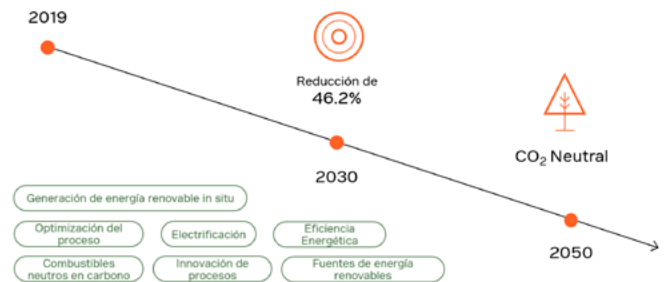 2019
Reducción de
46.2%
2030
CO₂ Neutral
2050
Generación de energía renovable in situ
Optimización del
proceso
Electrificación
Eficiencia
Energética
Combustibles
neutros en carbono
Innovación de
procesos
Fuentes de energía
renovables